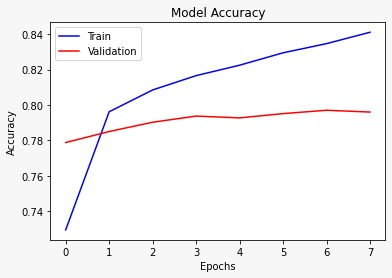 Model Accuracy
Train
Validation
Accuracy
0.84
0.82
0.80
0.78
0.76
0.74
0 1 2 3 4 5 6 7
Epochs